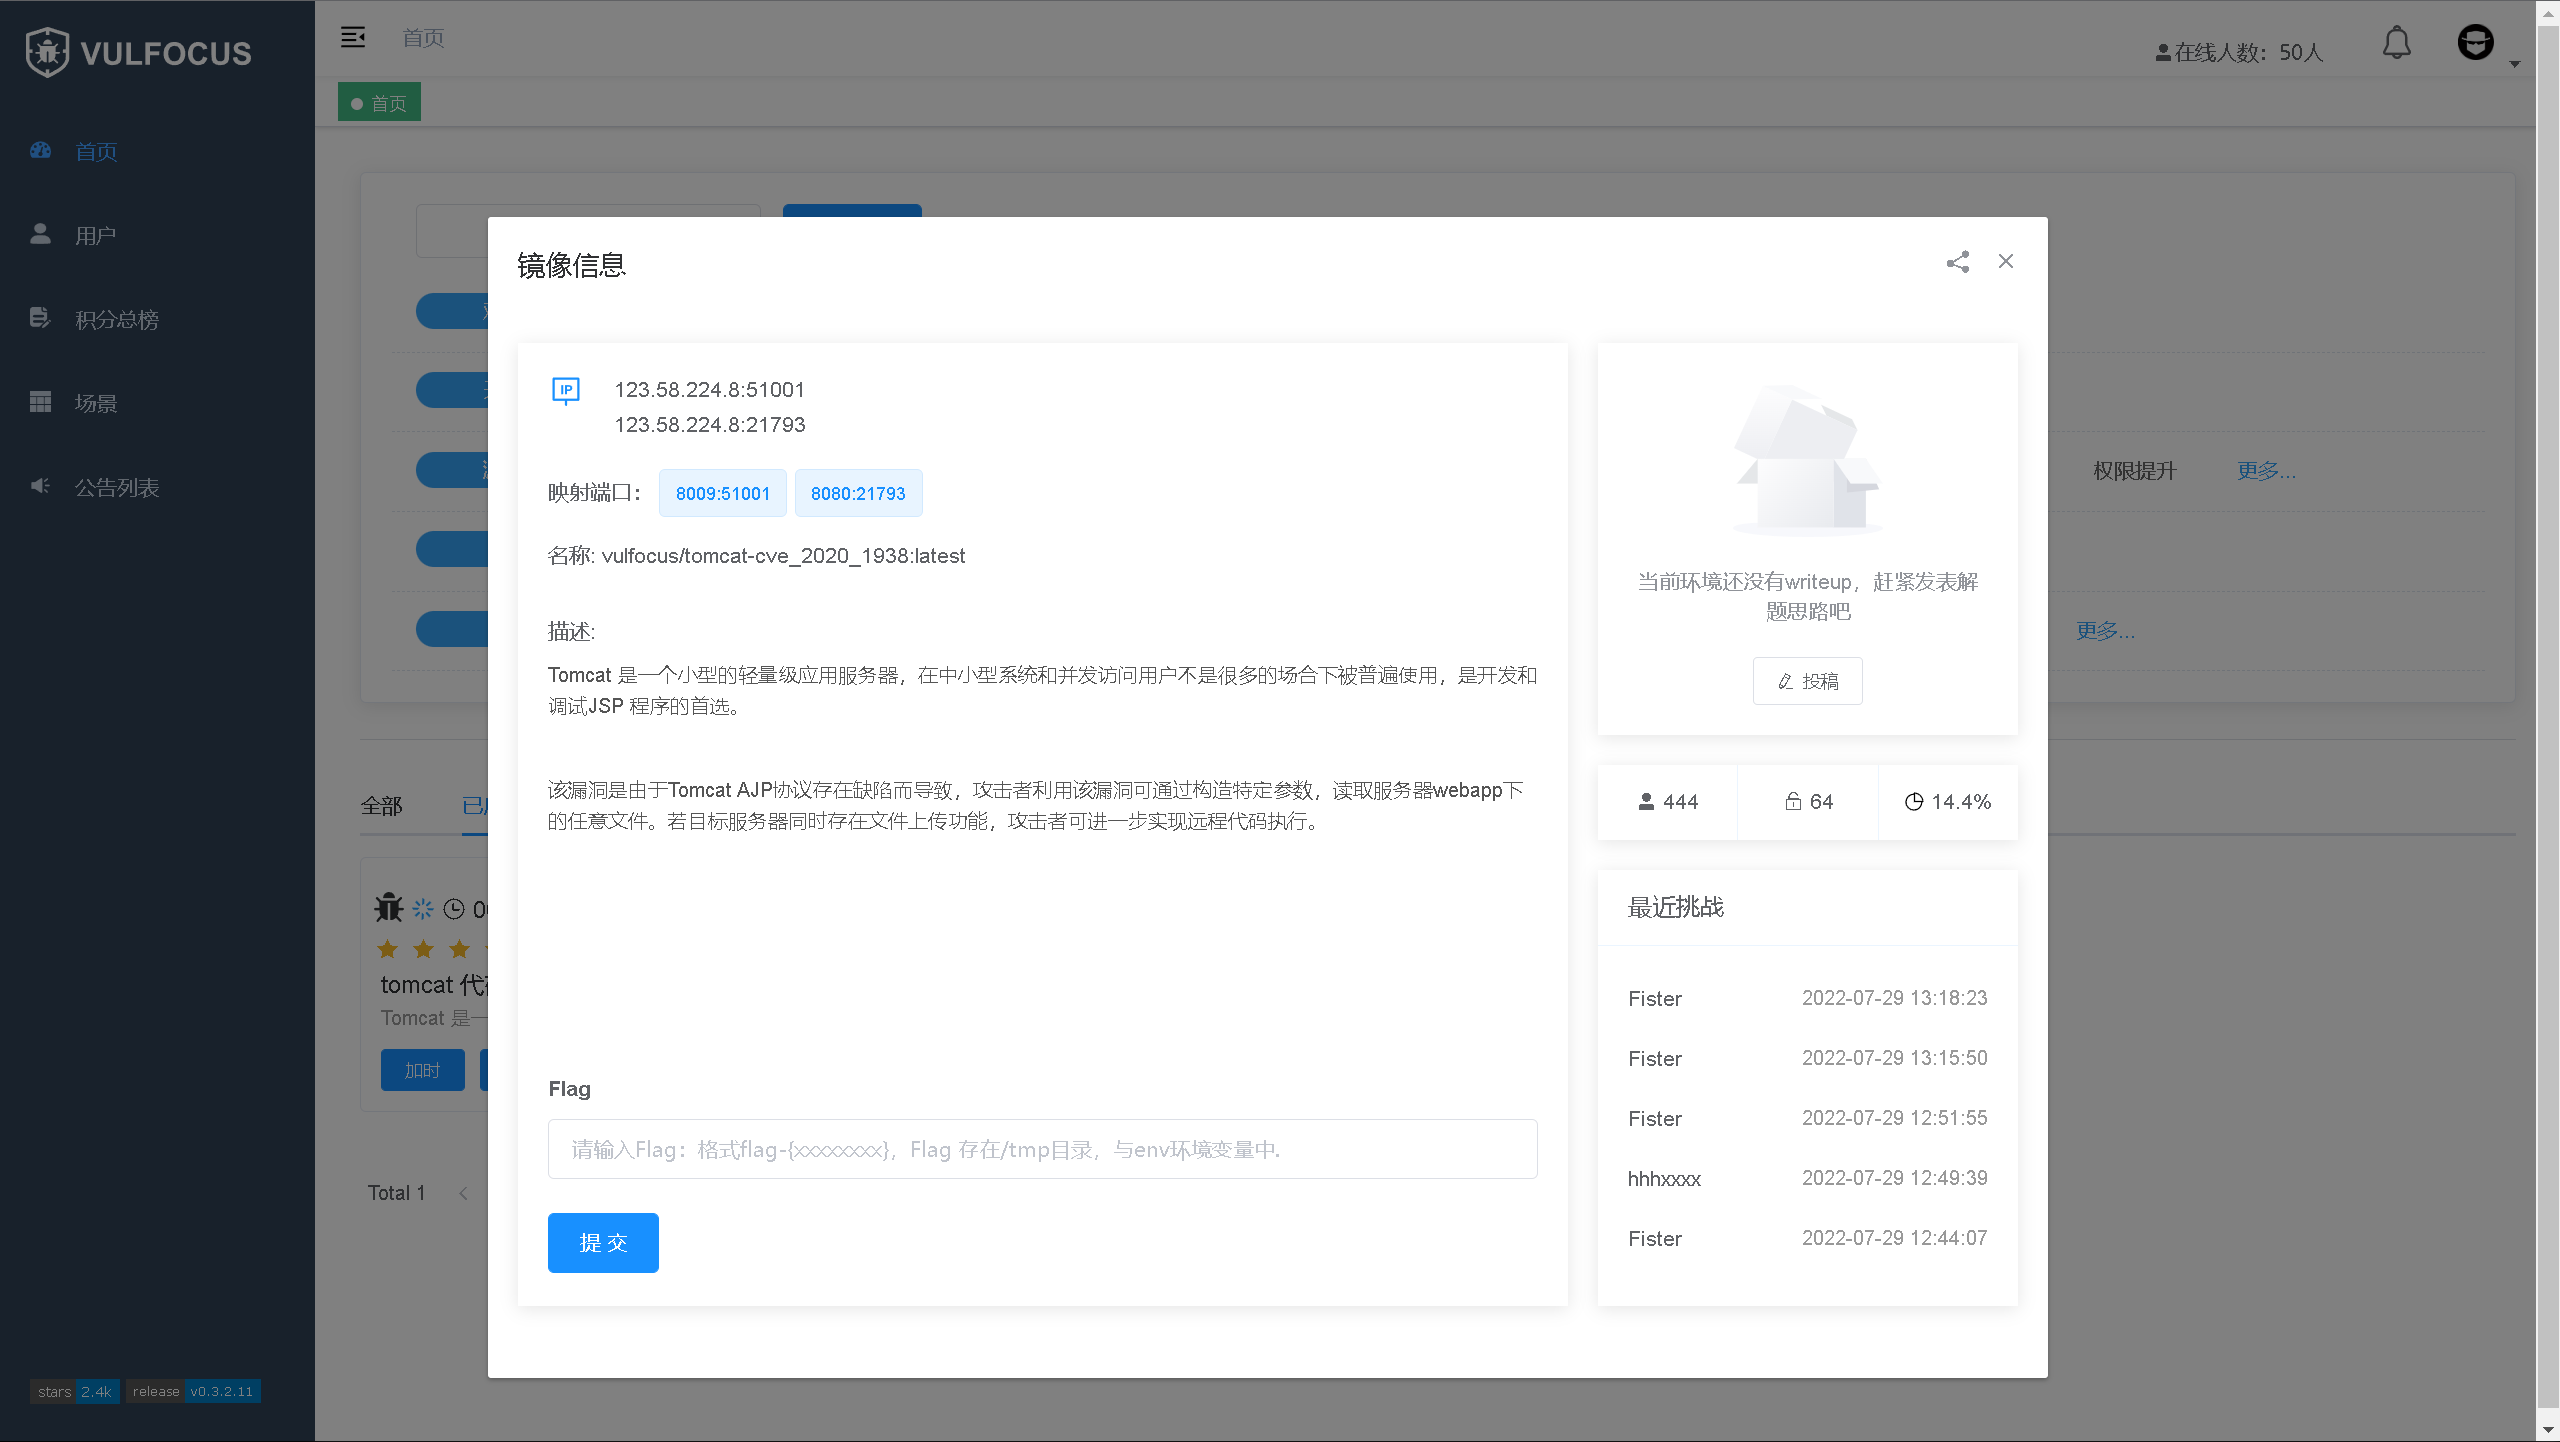 VULFOCUS
首页
在线人数：50人
首页
首页
用户
积分总榜
场景
公告列表
权限提升 更多...
更多...
镜像信息
123.58.224.8:51001
123.58.224.8:21793
映射端口： 8009:51001 8080:21793
名称: vulfocus/tomcat-cve_2020_1938:latest
描述:
Tomcat 是一个小型的轻量级应用服务器，在中小型系统和并发访问用户不是很多的场合下被普遍使用，是开发和
调试JSP 程序的首选。
该漏洞是由于Tomcat AJP协议存在缺陷而导致，攻击者利用该漏洞可通过构造特定参数，读取服务器webapp下
的任意文件。若目标服务器同时存在文件上传功能，攻击者可进一步实现远程代码执行。
Flag
请输入Flag：格式flag-{xxxxxxxx}，Flag 存在/tmp目录，与env环境变量中.
提 交
当前环境还没有writeup，赶紧发表解
题思路吧
投稿
444 64 14.4%
最近挑战
Fister 2022-07-29 13:18:23
Fister 2022-07-29 13:15:50
Fister 2022-07-29 12:51:55
hhhxxxx 2022-07-29 12:49:39
Fister 2022-07-29 12:44:07
全部
tomcat
Tomcat 是一
加时
Total 1
stars 2.4k release v0.3.2.11